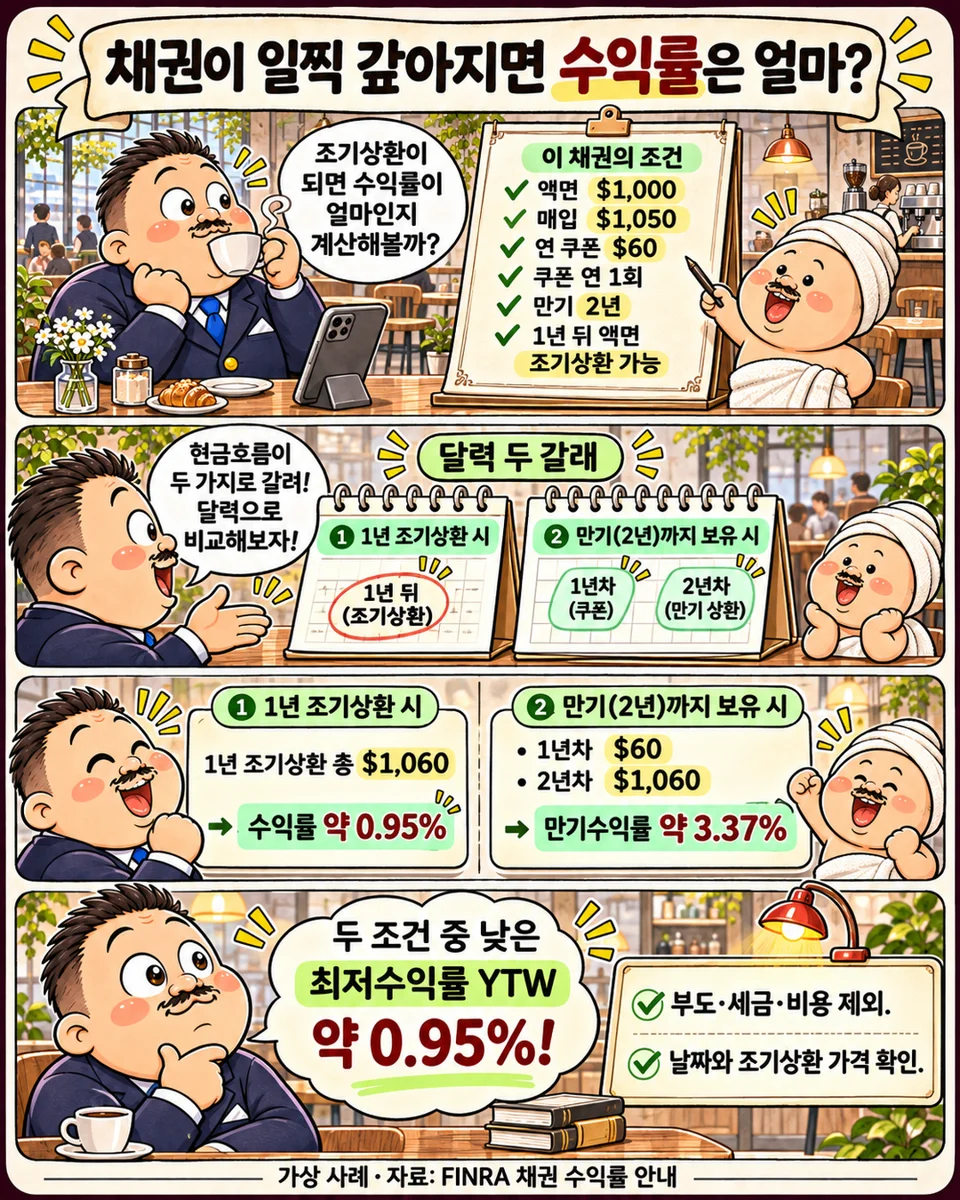 채권이 일찍 갚아지면 수익률은 얼마?
조기상환이
되면 수익률이
얼마인지
계산해볼까?
이 채권의 조건
✓ 액면 $1,000
✓ 매입 $1,050
✓ 연 쿠폰 $60
✓ 쿠폰 연 1회
✓ 만기 2년
✓ 1년 뒤 액면
조기상환 가능
현금흐름이
두 가지로 갈려!
달력으로
비교해보자!
달력 두 갈래
1 1년 조기상환 시
1년 뒤
(조기상환)
2 만기(2년)까지 보유 시
1년차
(쿠폰)
2년차
(만기 상환)
1 1년 조기상환 시
1년 조기상환 총 $1,060
→ 수익률 약 0.95%
2 만기(2년)까지 보유 시
• 1년차 $60
• 2년차 $1,060
→ 만기수익률 약 3.37%
두 조건 중 낮은
최저수익률 YTW
약 0.95%!
✓ 부도·세금·비용 제외.
✓ 날짜와 조기상환 가격 확인.
가상 사례 · 자료: FINRA 채권 수익률 안내